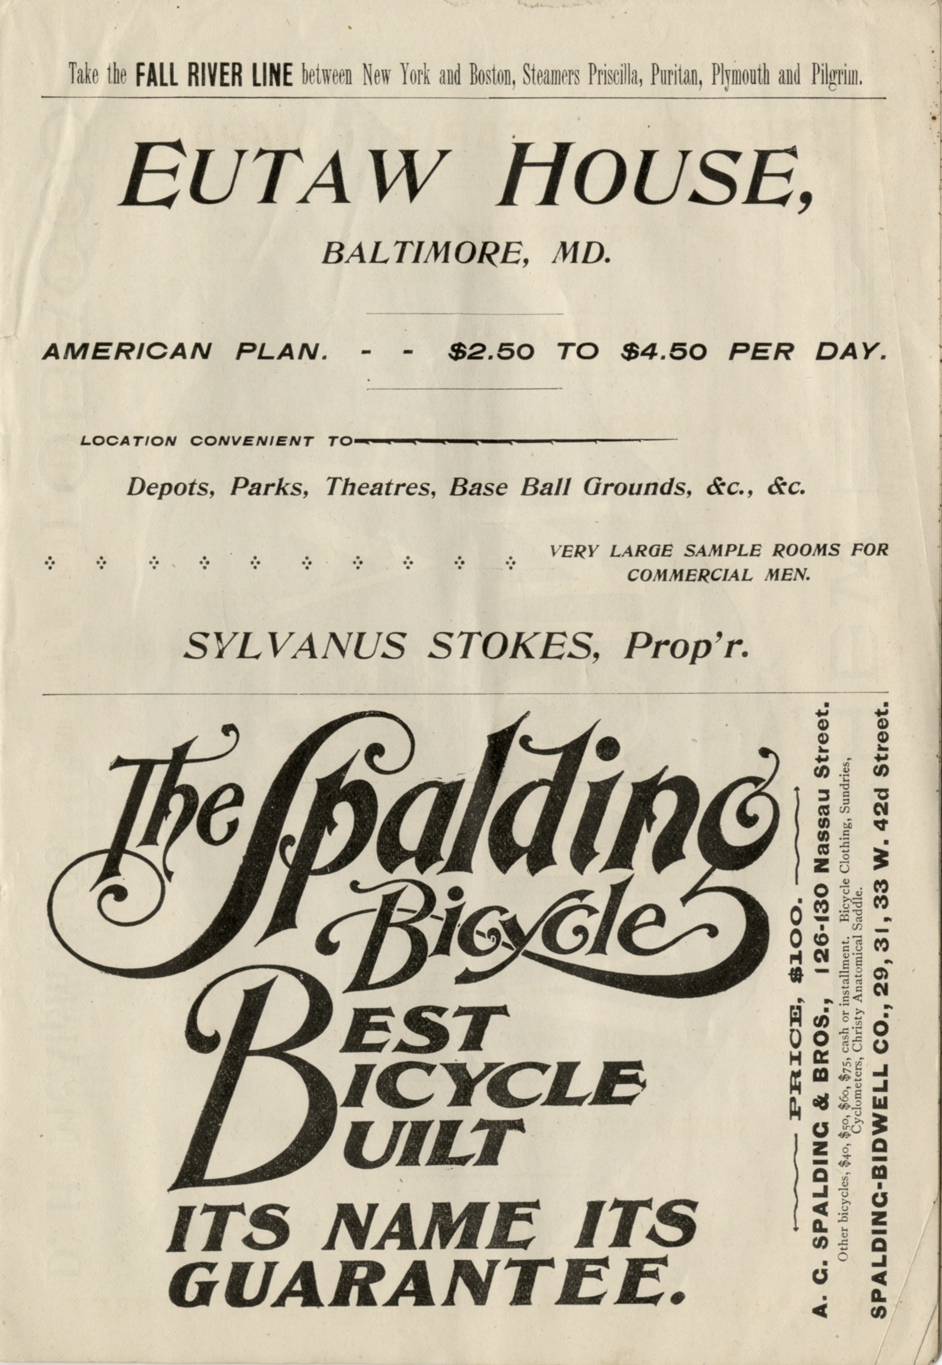 Take the FALL RIVER LINE between New York and Boston, Steamers Priscilla, Puritan, Plymouth and Pilgrim.
EUTAW HOUSE,
BALTIMORE, MD.
AMERICAN PLAN. - - $2.50 TO $4.50 PER DAY.
LOCATION CONVENIENT TO
Depots, Parks, Theatres, Base Ball Grounds, &c., &c.
VERY LARGE SAMPLE ROOMS FOR
COMMERCIAL MEN.
SYLVANUS STOKES, Prop'r.
The Spalding
Bicycle
BEST
BICYCLE
BUILT
ITS NAME ITS
GUARANTEE.
PRICE, $100.
A. G. SPALDING & BROS., 126-130 Nassau Street.
Other bicycles, $40, $50, $60, $75, cash or installment. Bicycle Clothing, Sundries,
Cyclometers, Christy Anatomical Saddle.
SPALDING-BIDWELL CO., 29, 31, 33 W. 42d Street.